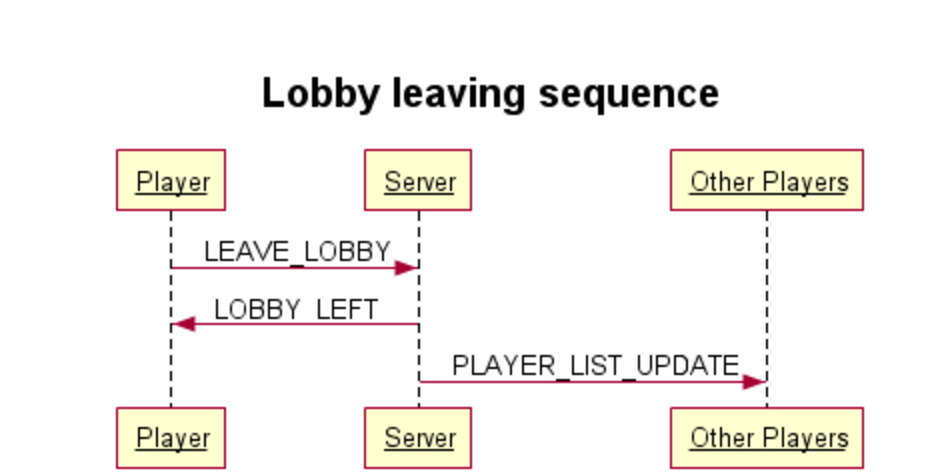 Lobby leaving sequence
Player
Server
Other Players
LEAVE_LOBBY
LOBBY_LEFT
PLAYER_LIST_UPDATE
Player
Server
Other Players